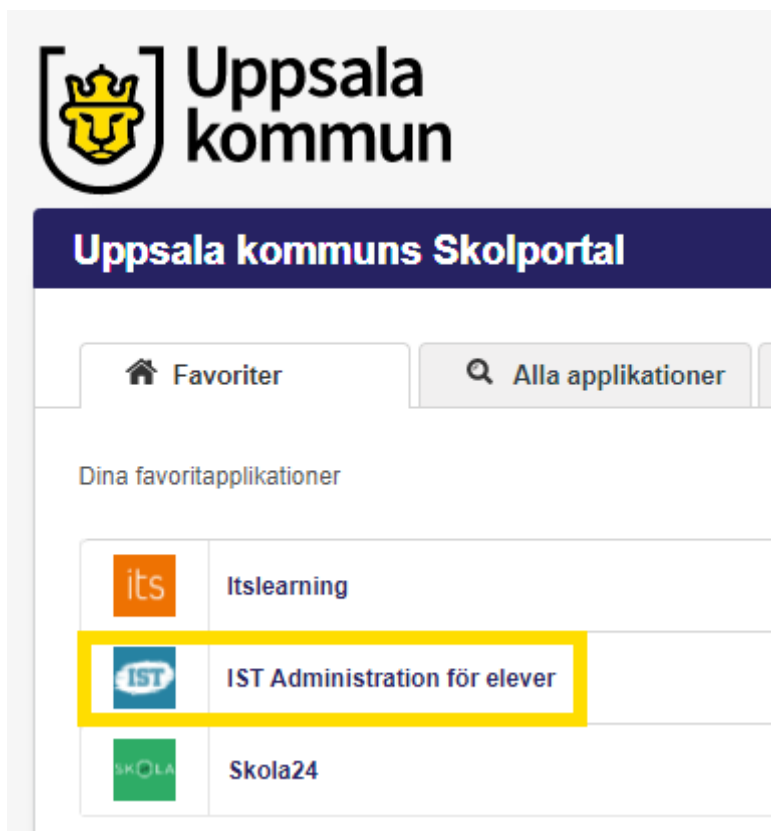 Uppsala
kommun
Uppsala kommuns Skolportal
Favoriter
Alla applikationer
Dina favoritapplikationer
its
Itslearning
IST
IST Administration för elever
SKOLA
Skola24